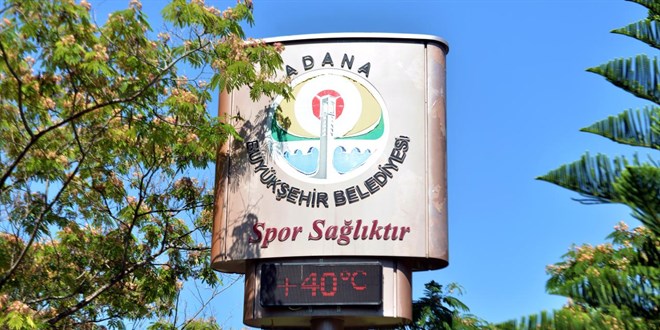 ADANA
BÜYÜKŞEHİR BELEDİYESİ
Spor Sağlıktır
+40°C